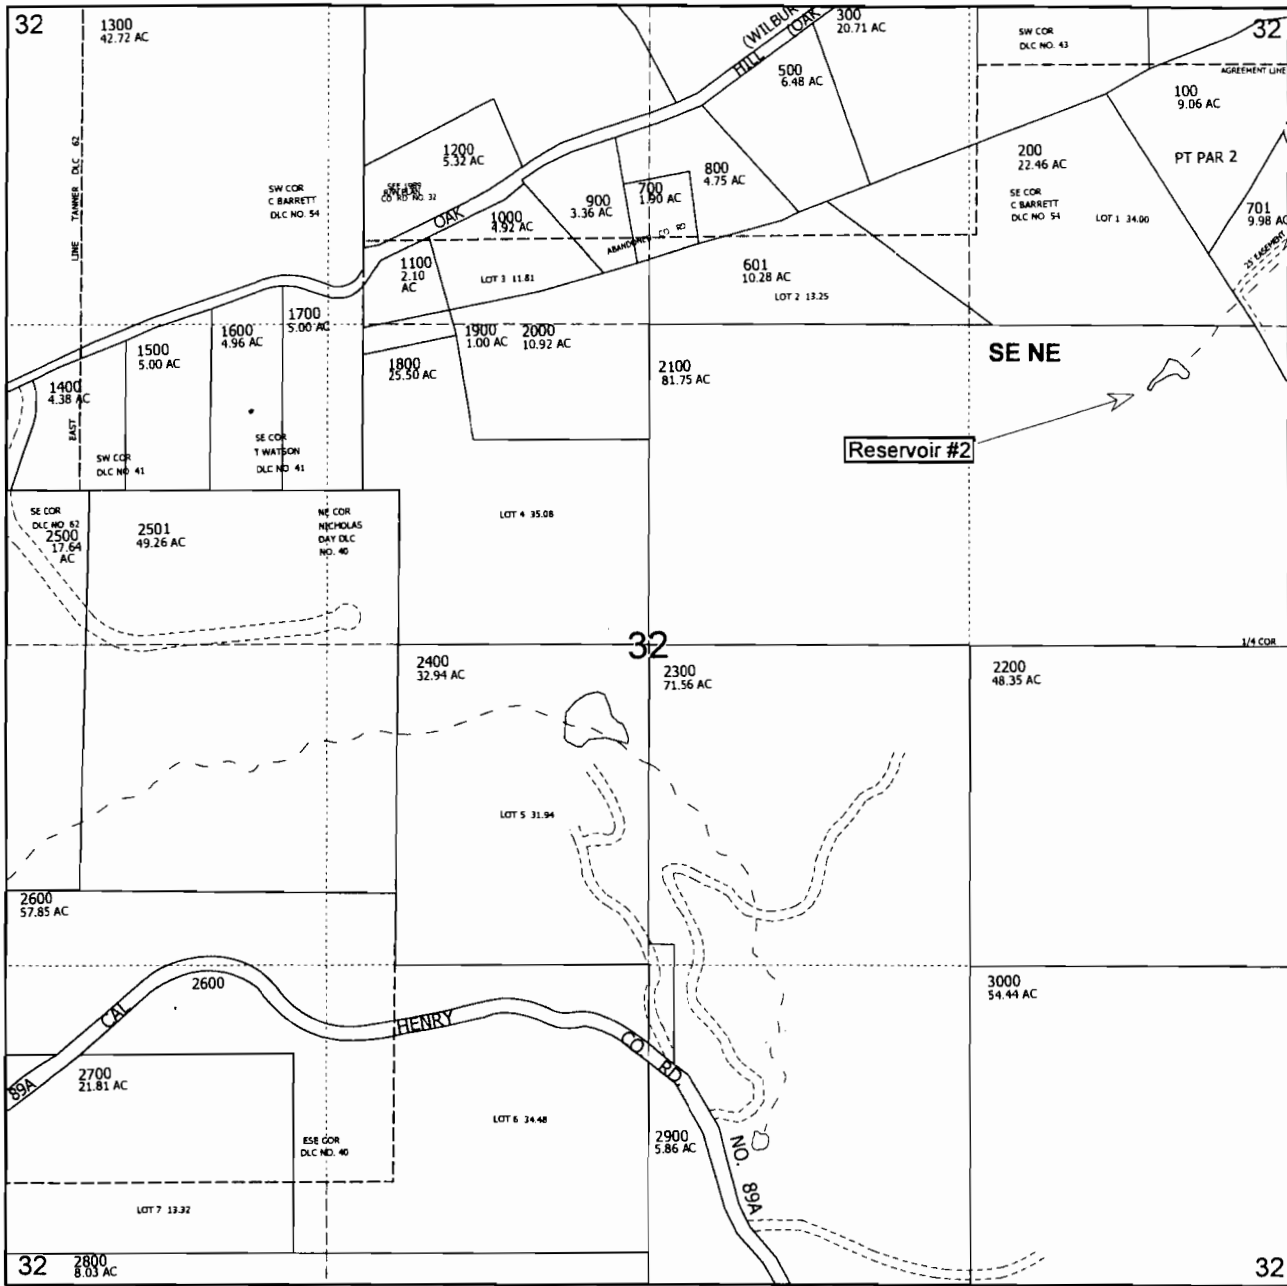 32
1300
42.72 AC
(WILBUR
(OAK
HILL
300
20.71 AC
SW COR
DLC NO. 43
32
AGREEMENT LINE
500
6.48 AC
100
9.06 AC
PT PAR 2
EAST LINE TANNER DLC 62
1200
5.32 AC
SW COR
C BARRETT
DLC NO. 54
CO RD NO. 32
OAK
1000
4.92 AC
900
3.36 AC
700
1.90 AC
800
4.75 AC
ABANDONED CO RD
200
22.46 AC
SE COR
C BARRETT
DLC NO. 54
LOT 1 34.00
701
9.98 AC
25' EASEMENT
1100
2.10
AC
LOT 3 11.81
601
10.28 AC
LOT 2 13.25
1700
5.00 AC
1600
4.96 AC
1500
5.00 AC
1400
4.38 AC
1900
1.00 AC
2000
10.92 AC
1800
25.50 AC
2100
81.75 AC
SE NE
Reservoir #2
SW COR
DLC NO 41
SE COR
T WATSON
DLC NO 41
SE COR
DLC NO 62
2500
17.64
AC
2501
49.26 AC
NE COR
NICHOLAS
DAY DLC
NO. 40
LOT 4 35.08
32
1/4 COR
2400
32.94 AC
2300
71.56 AC
2200
48.35 AC
LOT 5 31.94
2600
57.85 AC
2600
3000
54.44 AC
89A
CAL
HENRY
CO RD.
NO. 89A
2700
21.81 AC
ESE COR
DLC NO. 40
LOT 6 34.48
2900
5.86 AC
LOT 7 13.32
32
2800
8.03 AC
32